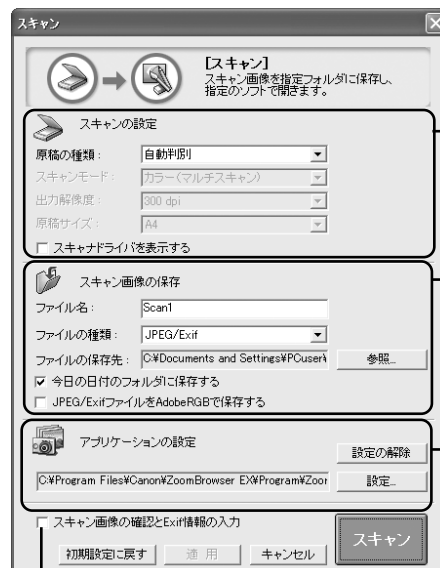 スキャン
[スキャン]
スキャン画像を指定フォルダに保存し、
指定のソフトで開きます。
スキャンの設定
原稿の種類： 自動判別
スキャンモード： カラー(マルチスキャン)
出力解像度： 300 dpi
原稿サイズ： A4
スキャナドライバを表示する
スキャン画像の保存
ファイル名： Scan1
ファイルの種類： JPEG/Exif
ファイルの保存先： C:¥Documents and Settings¥PCuser¥ 参照...
今日の日付のフォルダに保存する
JPEG/ExifファイルをAdobeRGBで保存する
アプリケーションの設定
設定の解除
C:¥Program Files¥Canon¥ZoomBrowser EX¥Program¥Zoor 設定...
スキャン画像の確認とExif情報の入力
初期設定に戻す 適 用 キャンセル スキャン